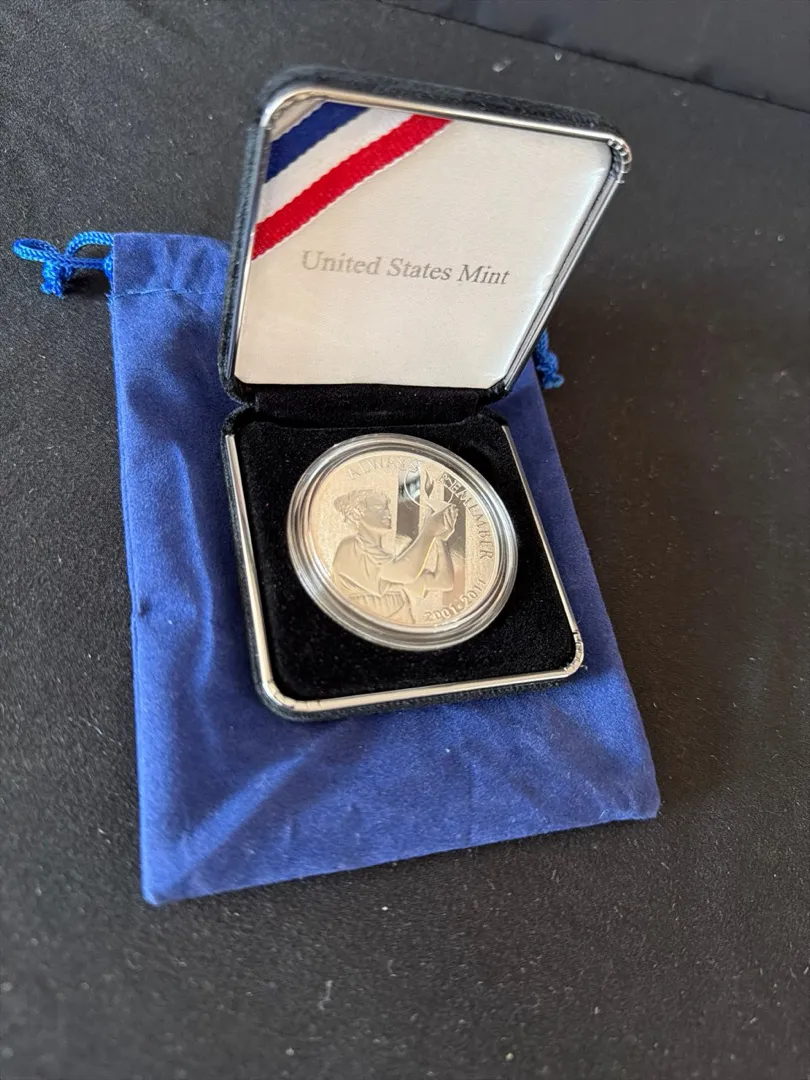 United States Mint
ALWAYS REMEMBER
2001•2011